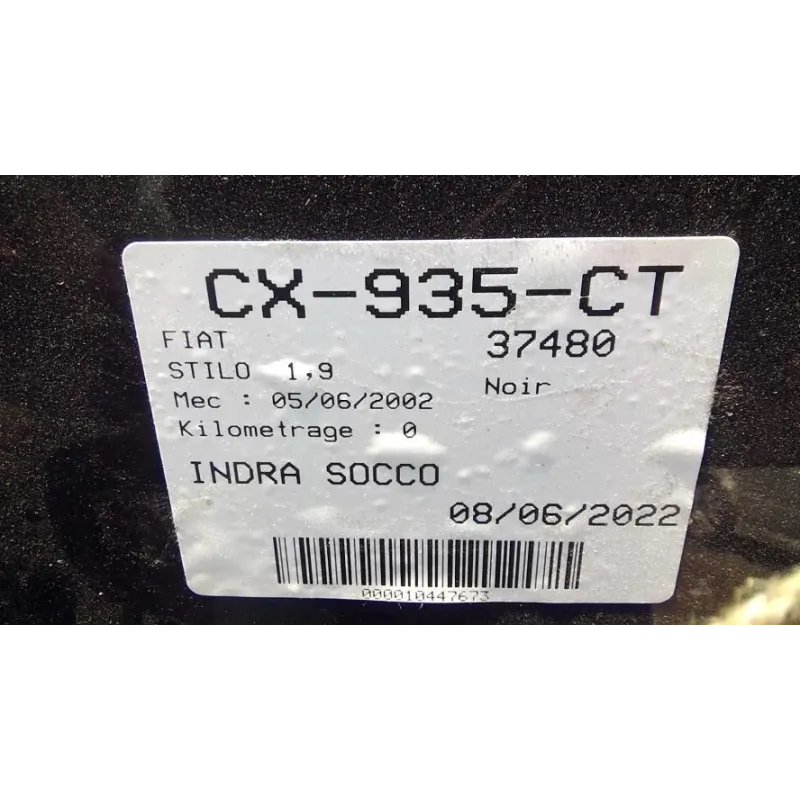 CX-935-CT
FIAT 37480
STILO 1,9 Noir
Mec : 05/06/2002
Kilometrage : 0
INDRA SOCCO
08/06/2022
000010447673